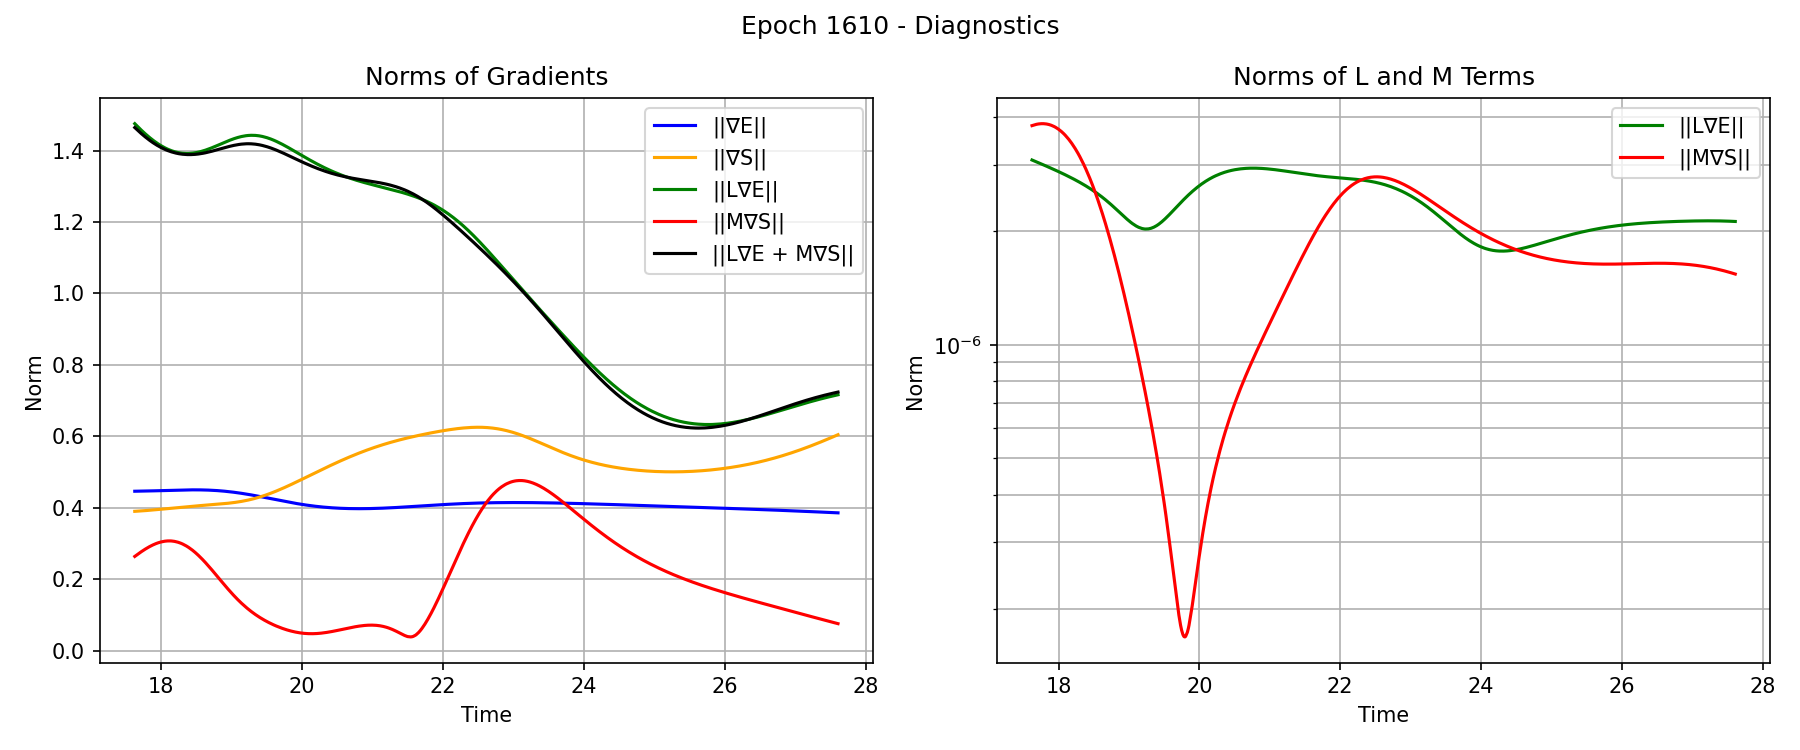 Epoch 1610 - Diagnostics
Norms of Gradients
Norm
1.4
1.2
1.0
0.8
0.6
0.4
0.2
0.0
18
20
22
24
26
28
Time
||∇E||
||∇S||
||L∇E||
||M∇S||
||L∇E + M∇S||
Norms of L and M Terms
Norm
10⁻⁶
18
20
22
24
26
28
Time
||L∇E||
||M∇S||